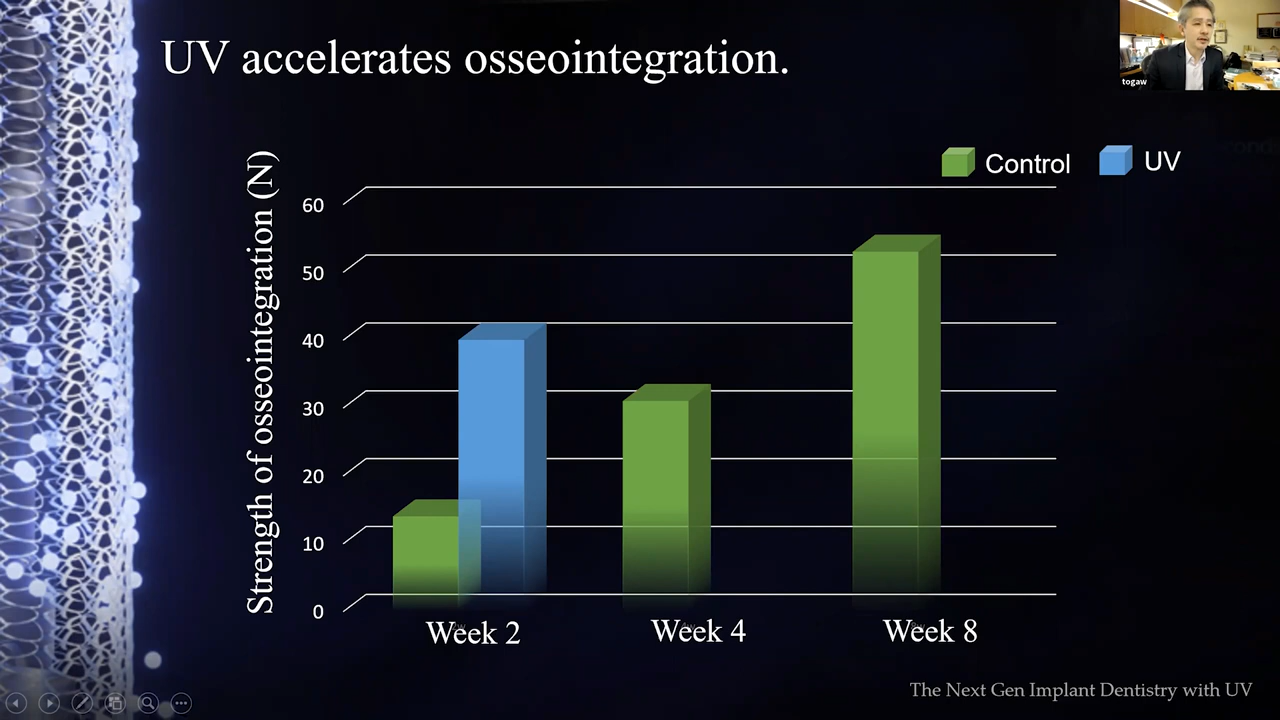 UV accelerates osseointegration.
togaw
Control
UV
Strength of osseointegration (N)
60
50
40
30
20
10
0
Week 2
Week 4
Week 8
The Next Gen Implant Dentistry with UV